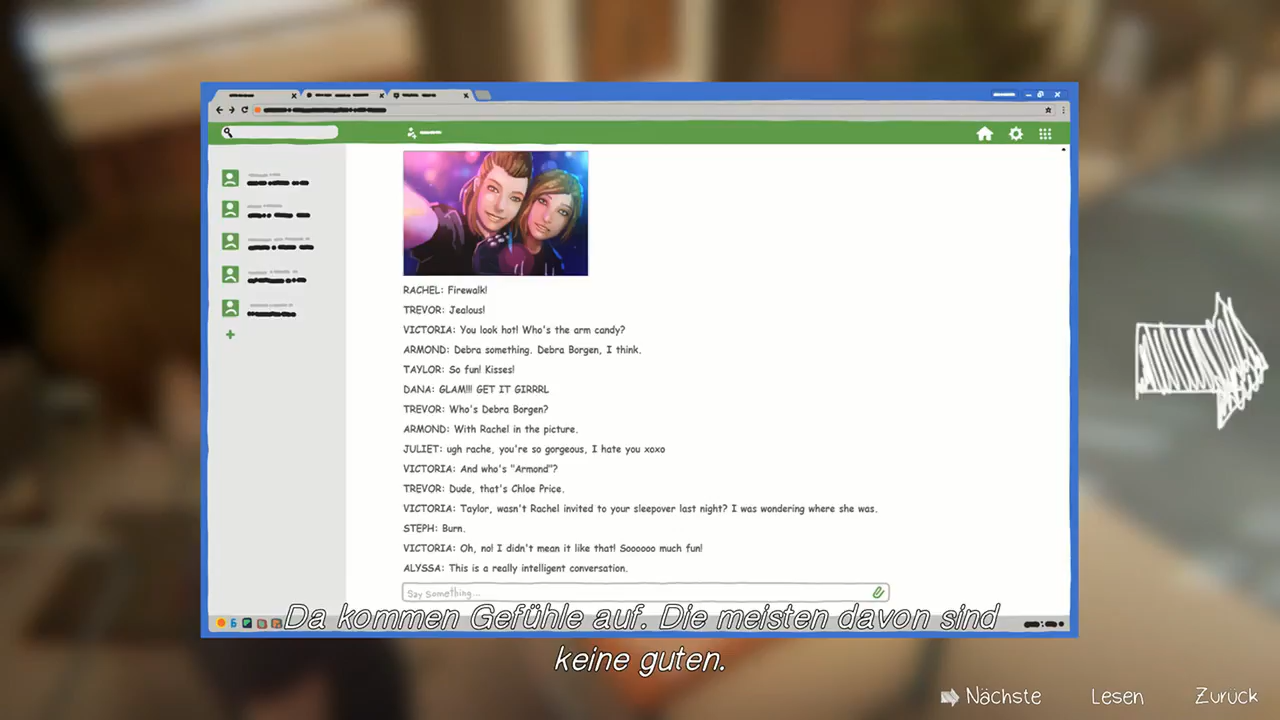 RACHEL: Firewalk!
TREVOR: Jealous!
VICTORIA: You look hot! Who's the arm candy?
ARMOND: Debra something. Debra Borgen, I think.
TAYLOR: So fun! Kisses!
DANA: GLAM!!! GET IT GIRRRL
TREVOR: Who's Debra Borgen?
ARMOND: With Rachel in the picture.
JULIET: ugh rache, you're so gorgeous, I hate you xoxo
VICTORIA: And who's "Armond"?
TREVOR: Dude, that's Chloe Price.
VICTORIA: Taylor, wasn't Rachel invited to your sleepover last night? I was wondering where she was.
STEPH: Burn.
VICTORIA: Oh, no! I didn't mean it like that! Soooooo much fun!
ALYSSA: This is a really intelligent conversation.
Say Something...
Da kommen Gefühle auf. Die meisten davon sind
keine guten.
Nächste Lesen Zurück